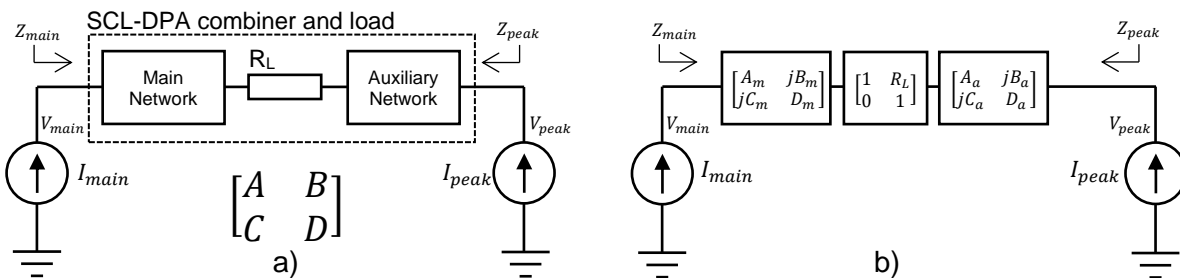 SCL-DPA combiner and load
Z_main
Z_peak
R_L
Main Network
Auxiliary Network
V_main
V_peak
I_main
I_peak
[A B
C D]
a)
Z_main
Z_peak
[A_m jB_m
jC_m D_m]
[1 R_L
0 1]
[A_a jB_a
jC_a D_a]
V_main
V_peak
I_main
I_peak
b)